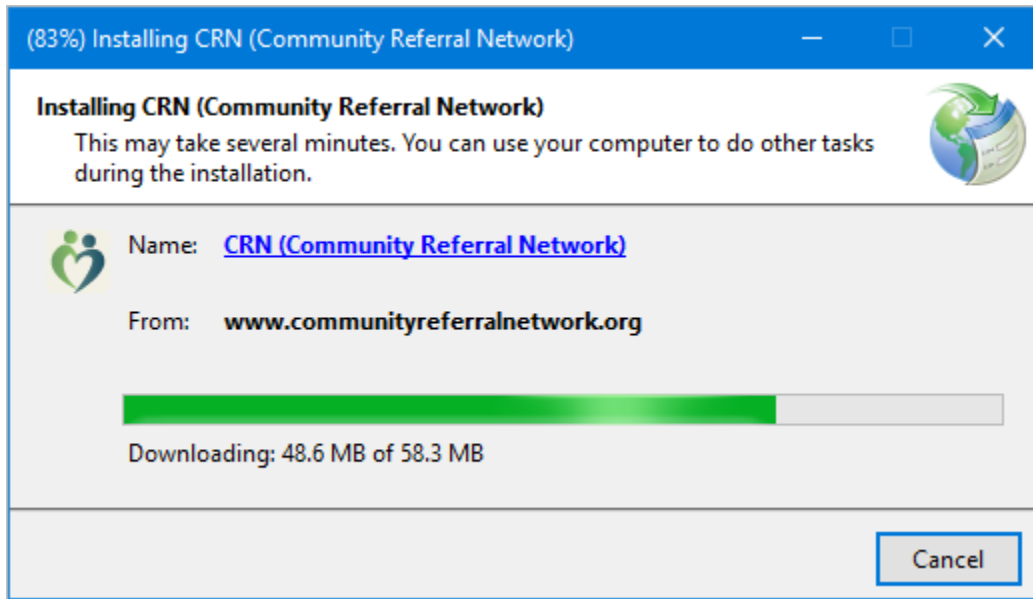 (83%) Installing CRN (Community Referral Network)
Installing CRN (Community Referral Network)
This may take several minutes. You can use your computer to do other tasks
during the installation.
Name: CRN (Community Referral Network)
From: www.communityreferralnetwork.org
Downloading: 48.6 MB of 58.3 MB
Cancel